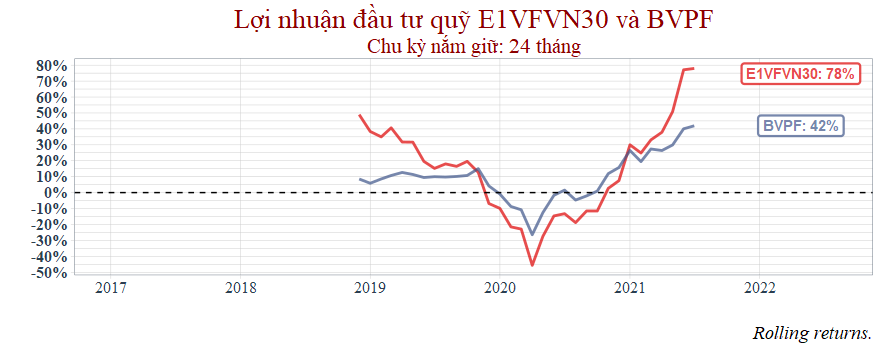 Lợi nhuận đầu tư quỹ E1VFVN30 và BVPF
Chu kỳ nắm giữ: 24 tháng
80%
70%
60%
50%
40%
30%
20%
10%
0%
-10%
-20%
-30%
-40%
-50%
E1VFVN30: 78%
BVPF: 42%
2017 2018 2019 2020 2021 2022
Rolling returns.